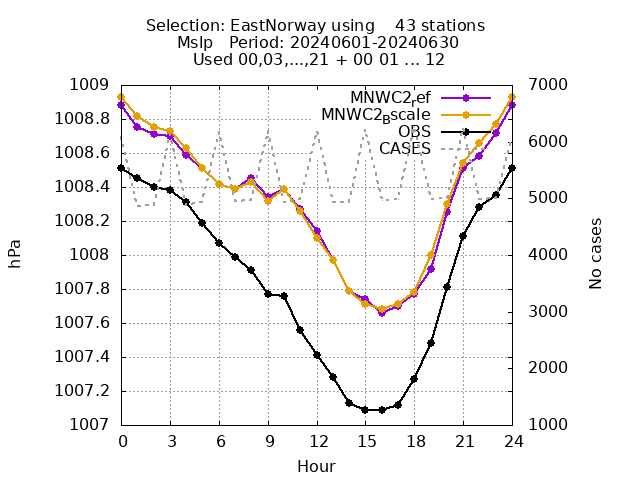 Selection: EastNorway using    43 stations
Mslp   Period: 20240601-20240630
Used 00,03,...,21 + 00 01 ... 12
1009
1008.8
1008.6
1008.4
1008.2
1008
1007.8
1007.6
1007.4
1007.2
1007
hPa
7000
6000
5000
4000
3000
2000
1000
No cases
MNWC2ref
MNWC2Bscale
OBS
CASES
0 3 6 9 12 15 18 21 24
Hour